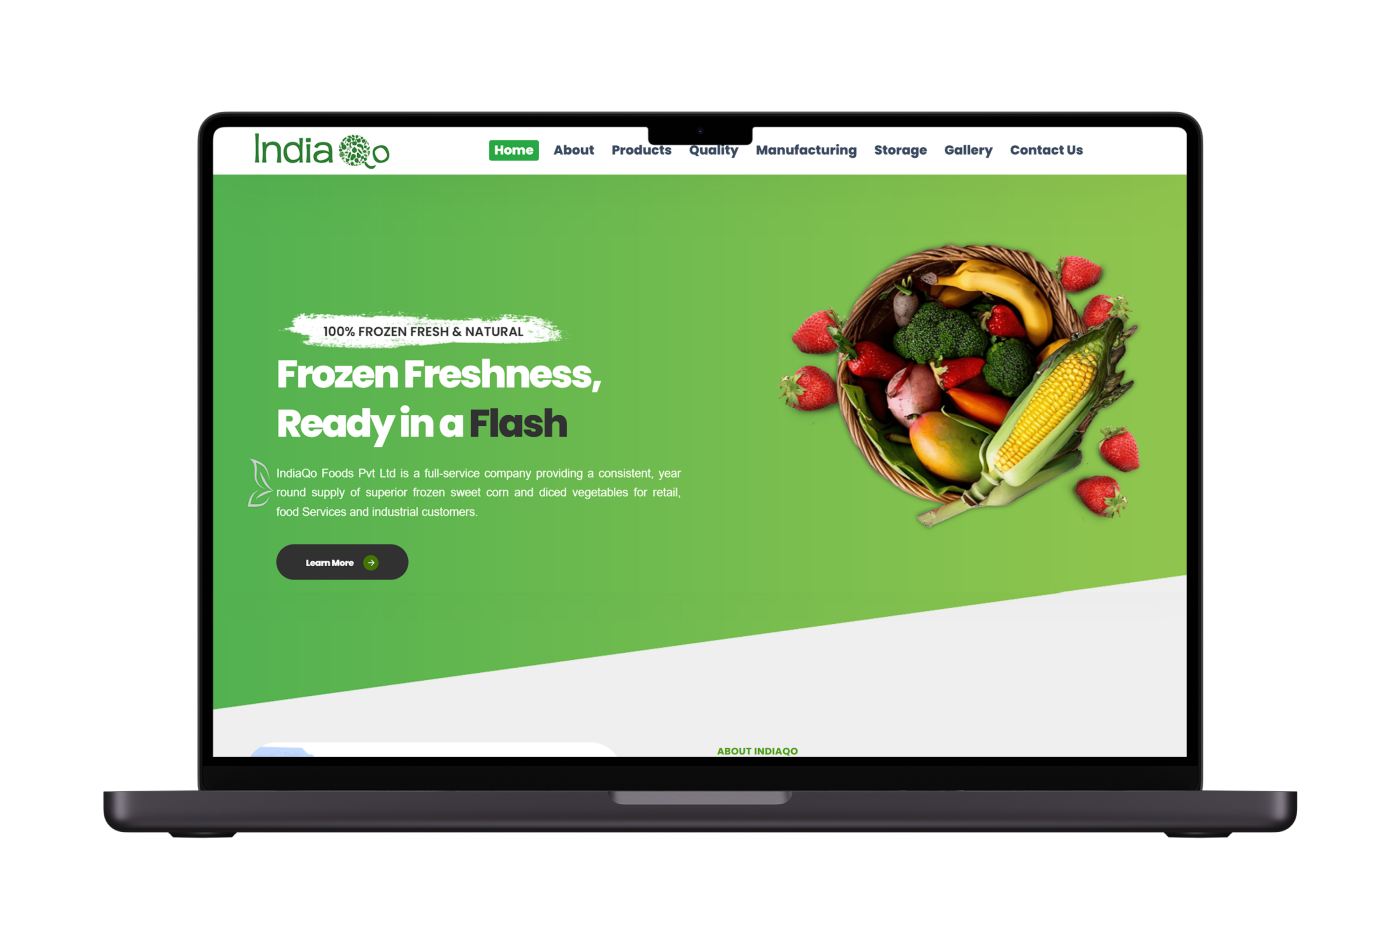 IndiaQo
Home About Products Quality Manufacturing Storage Gallery Contact Us
100% FROZEN FRESH & NATURAL
Frozen Freshness,
Ready in a Flash
IndiaQo Foods Pvt Ltd is a full-service company providing a consistent, year
round supply of superior frozen sweet corn and diced vegetables for retail,
food Services and industrial customers.
Learn More
ABOUT INDIAQO